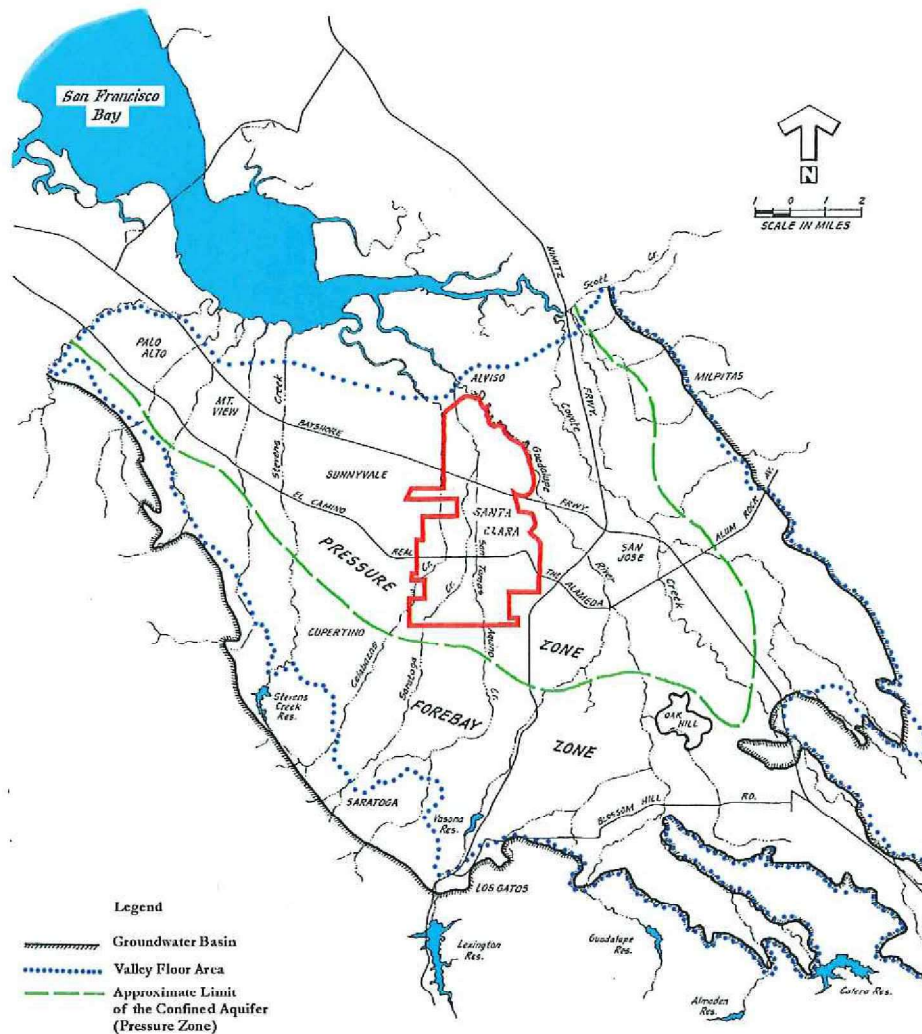 San Francisco
Bay
N
1 0 1 2
SCALE IN MILES
NIMITZ
FRWY.
Scott
Cr.
PALO
ALTO
MT.
VIEW
Stevens
Creek
ALVISO
MILPITAS
Coyote
Creek
BAYSHORE
FRWY
SUNNYVALE
Guadalupe
River
EL CAMINO
REAL
SANTA
CLARA
SAN
JOSE
ALUM ROCK AV.
THE ALAMEDA
PRESSURE
ZONE
San Tomas
Aquino
Cr.
Calabazas
Cr.
Saratoga
Cr.
CUPERTINO
Stevens
Creek
Res.
FOREBAY
ZONE
OAK
HILL
SARATOGA
Vasona
Res.
BLOSSOM HILL
RD.
LOS GATOS
Lexington
Res.
Guadalupe
Res.
Almaden
Res.
Calero Res.
Legend
Groundwater Basin
Valley Floor Area
Approximate Limit
of the Confined Aquifer
(Pressure Zone)